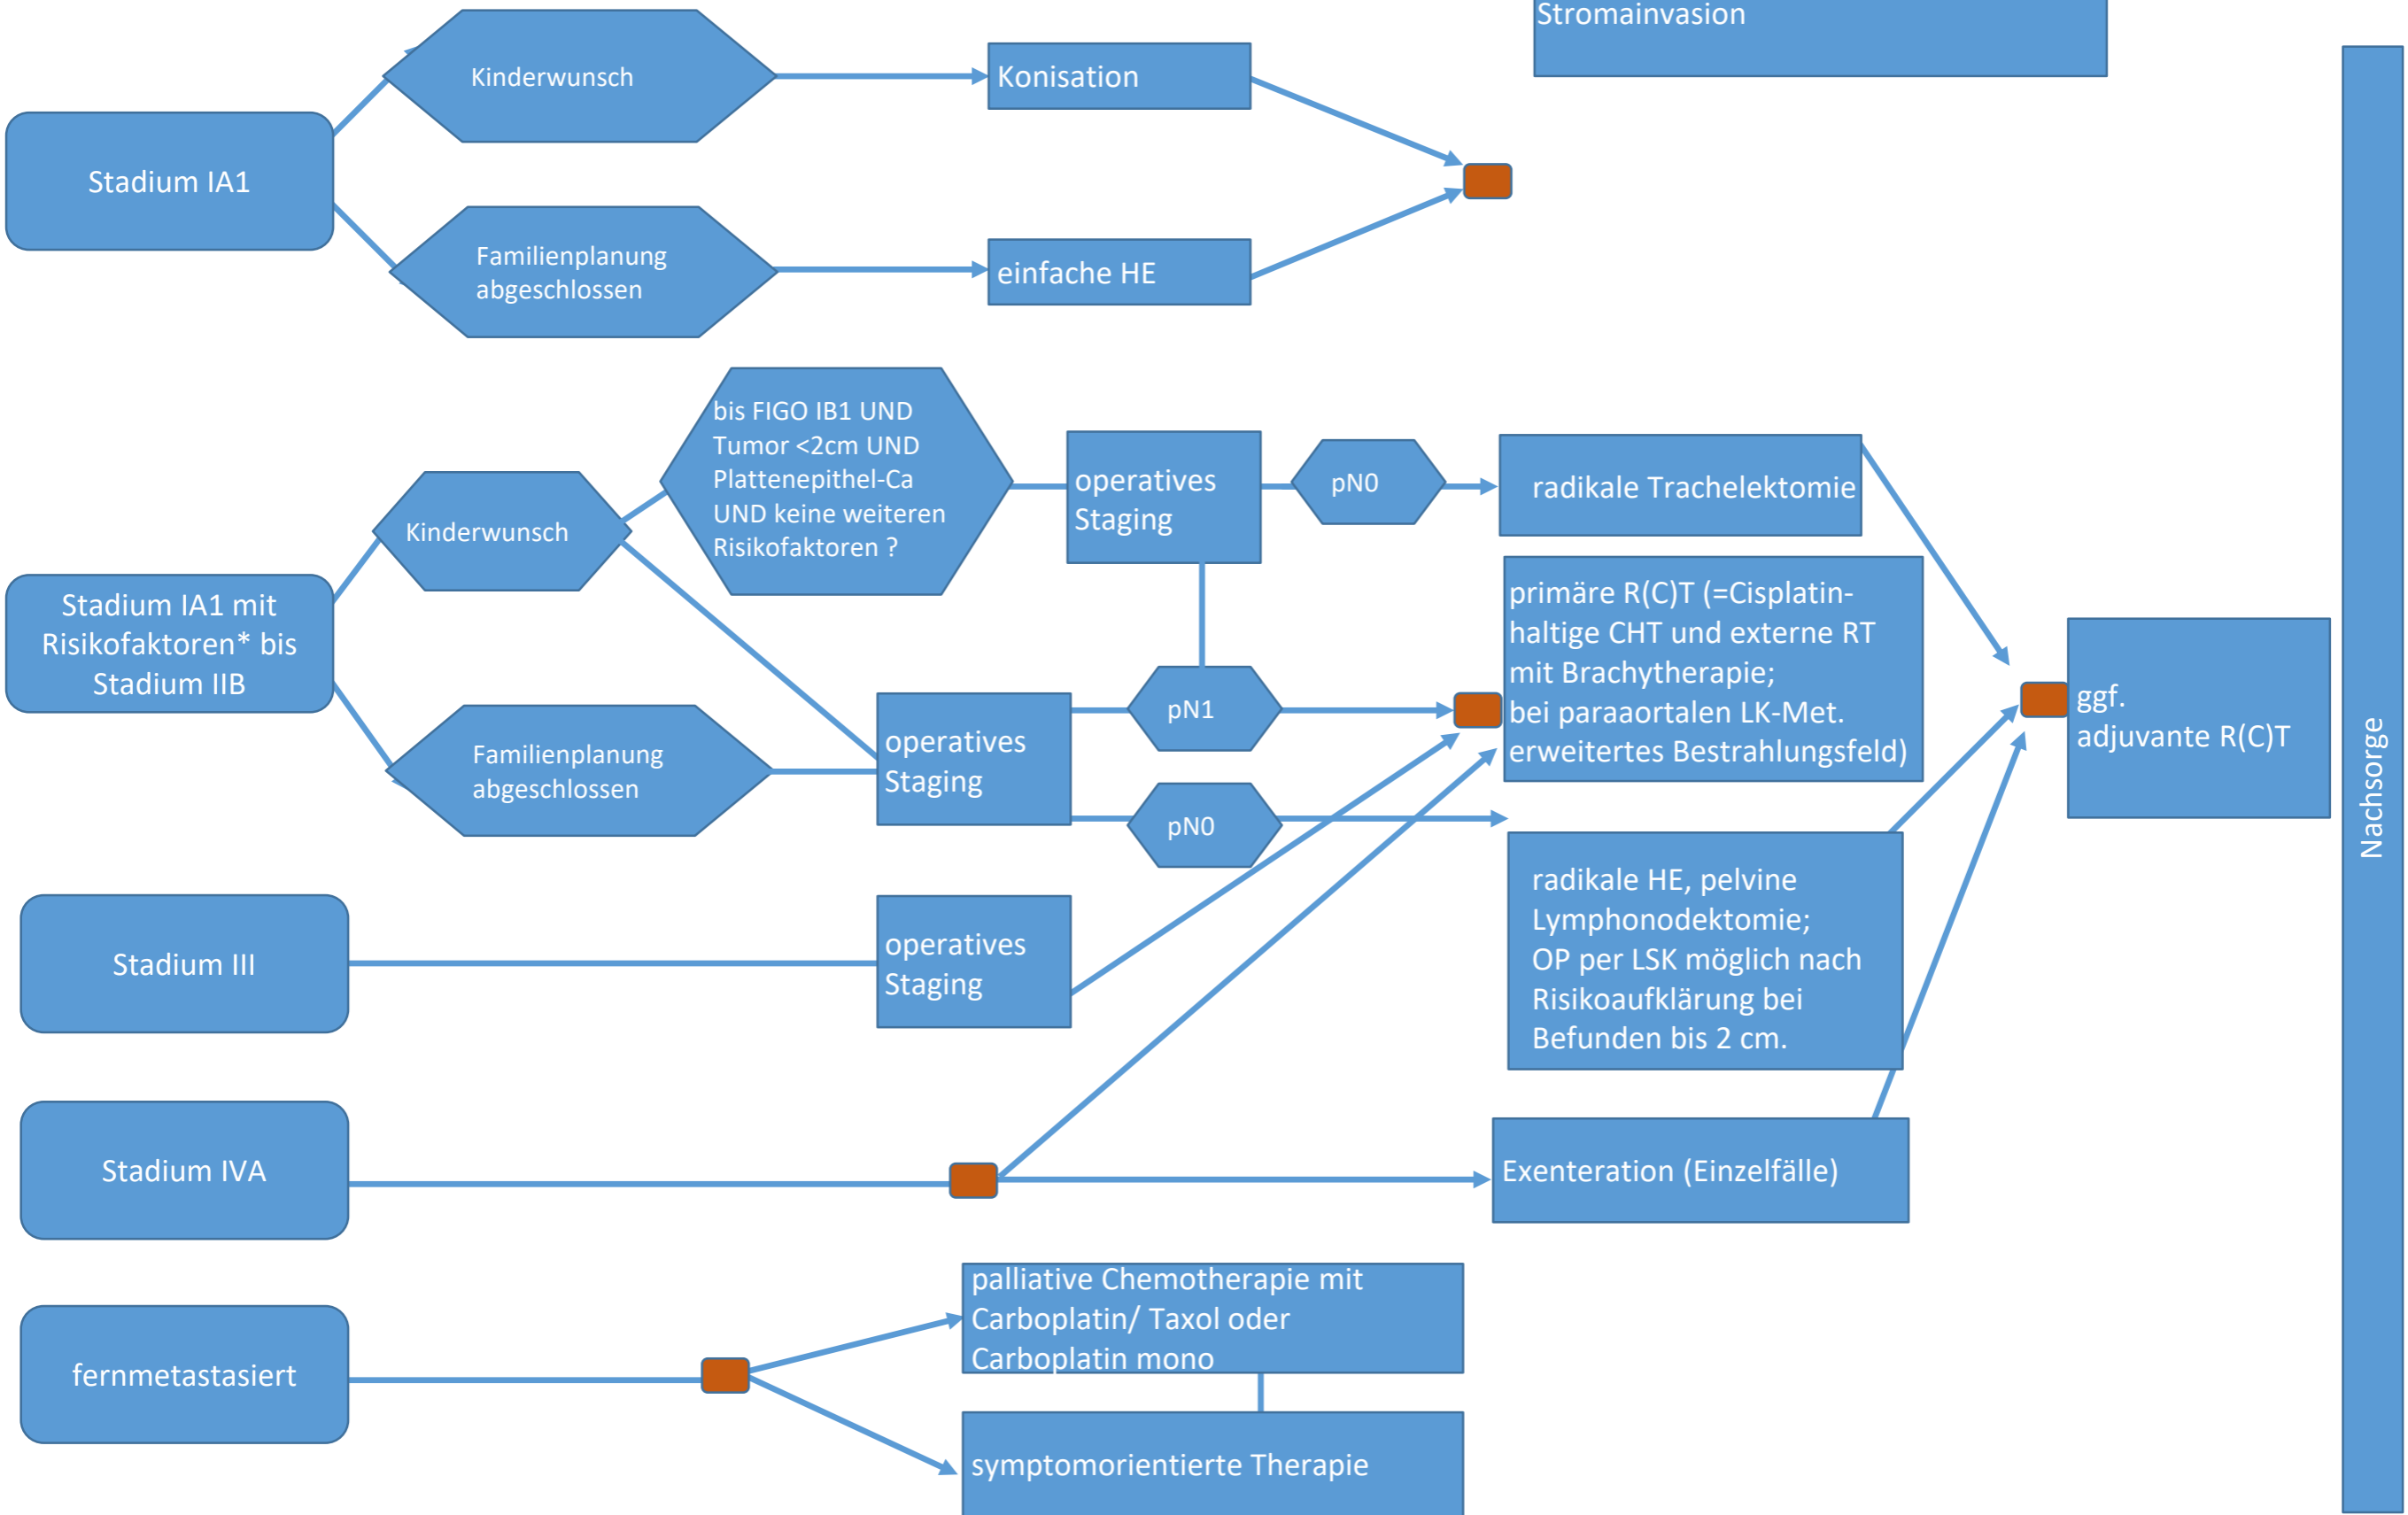 Stromainvasion
Kinderwunsch
Konisation
Stadium IA1
Familienplanung
abgeschlossen
einfache HE
bis FIGO IB1 UND
Tumor <2cm UND
Plattenepithel-Ca
UND keine weiteren
Risikofaktoren ?
Kinderwunsch
operatives
Staging
pN0
radikale Trachelektomie
Stadium IA1 mit
Risikofaktoren* bis
Stadium IIB
primäre R(C)T (=Cisplatin-
haltige CHT und externe RT
mit Brachytherapie;
bei paraaortalen LK-Met.
erweitertes Bestrahlungsfeld)
ggf.
adjuvante R(C)T
Nachsorge
Familienplanung
abgeschlossen
operatives
Staging
pN1
pN0
radikale HE, pelvine
Lymphonodektomie;
OP per LSK möglich nach
Risikoaufklärung bei
Befunden bis 2 cm.
Stadium III
operatives
Staging
Stadium IVA
Exenteration (Einzelfälle)
fernmetastasiert
palliative Chemotherapie mit
Carboplatin/ Taxol oder
Carboplatin mono
symptomorientierte Therapie